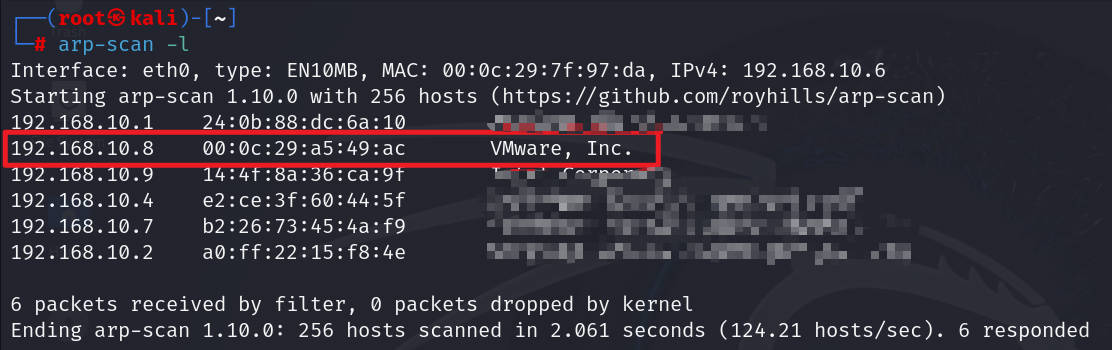 ┌──(root㉿kali)-[~]
└─# arp-scan -l
Interface: eth0, type: EN10MB, MAC: 00:0c:29:7f:97:da, IPv4: 192.168.10.6
Starting arp-scan 1.10.0 with 256 hosts (https://github.com/royhills/arp-scan)
192.168.10.1 24:0b:88:dc:6a:10
192.168.10.8 00:0c:29:a5:49:ac VMware, Inc.
192.168.10.9 14:4f:8a:36:ca:9f
192.168.10.4 e2:ce:3f:60:44:5f
192.168.10.7 b2:26:73:45:4a:f9
192.168.10.2 a0:ff:22:15:f8:4e
6 packets received by filter, 0 packets dropped by kernel
Ending arp-scan 1.10.0: 256 hosts scanned in 2.061 seconds (124.21 hosts/sec). 6 responded